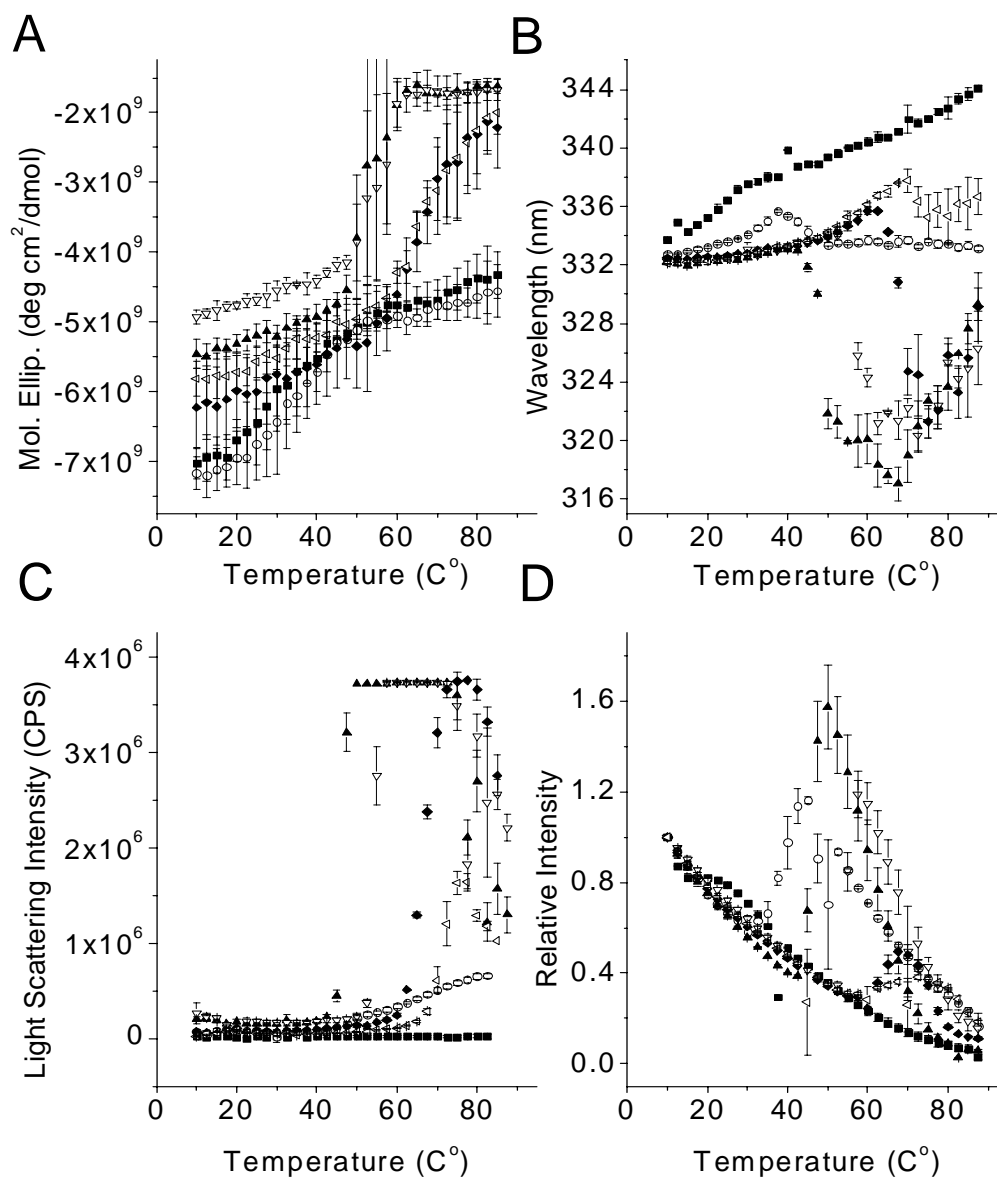 A
Mol. Ellip. (deg cm²/dmol)
-2x10⁹
-3x10⁹
-4x10⁹
-5x10⁹
-6x10⁹
-7x10⁹
0 20 40 60 80
Temperature (C°)
B
Wavelength (nm)
344
340
336
332
328
324
320
316
0 20 40 60 80
Temperature (C°)
C
Light Scattering Intensity (CPS)
4x10⁶
3x10⁶
2x10⁶
1x10⁶
0
0 20 40 60 80
Temperature (C°)
D
Relative Intensity
1.6
1.2
0.8
0.4
0.0
0 20 40 60 80
Temperature (C°)